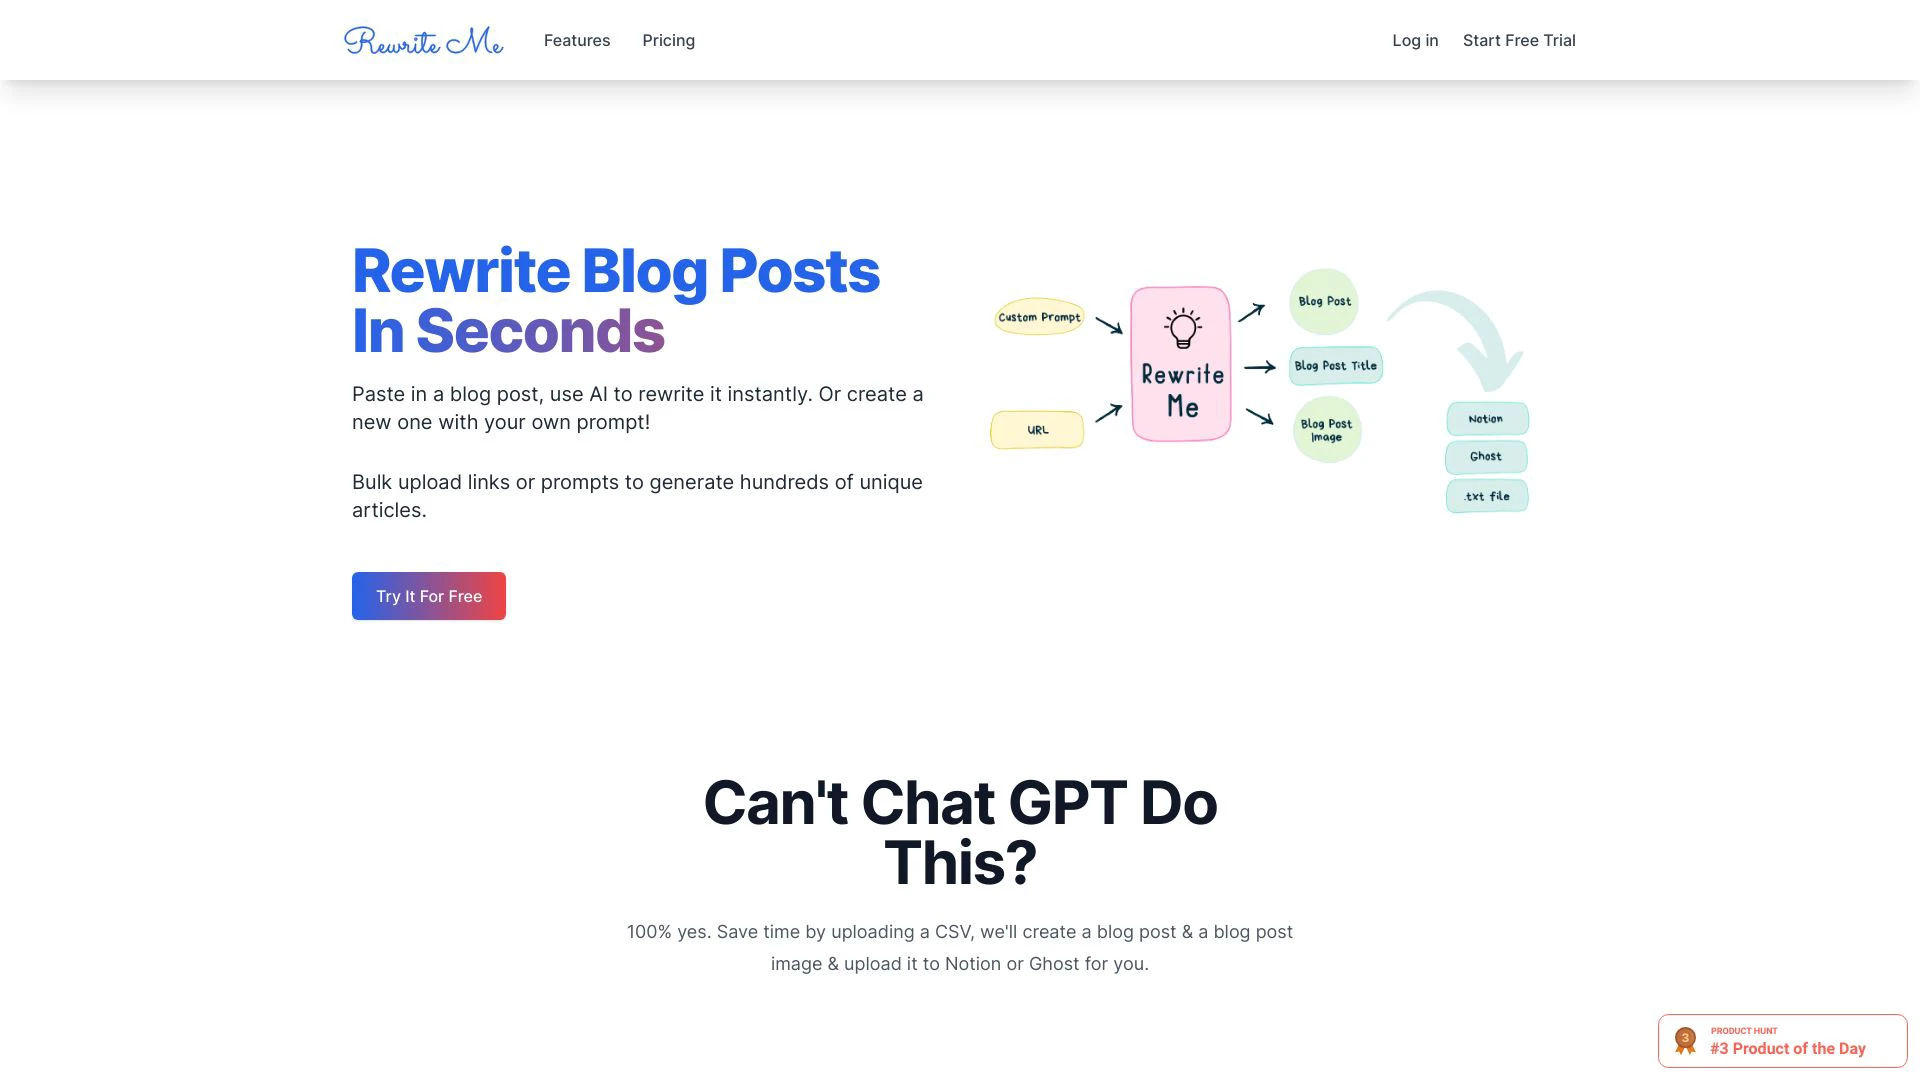 Rewrite Me
Features
Pricing
Log in
Start Free Trial
Rewrite Blog Posts
In Seconds
Paste in a blog post, use AI to rewrite it instantly. Or create a
new one with your own prompt!
Bulk upload links or prompts to generate hundreds of unique
articles.
Try It For Free
Custom Prompt
URL
Rewrite
Me
Blog Post
Blog Post Title
Blog Post
Image
Notion
Ghost
.txt file
Can't Chat GPT Do
This?
100% yes. Save time by uploading a CSV, we'll create a blog post & a blog post
image & upload it to Notion or Ghost for you.
3
PRODUCT HUNT
#3 Product of the Day